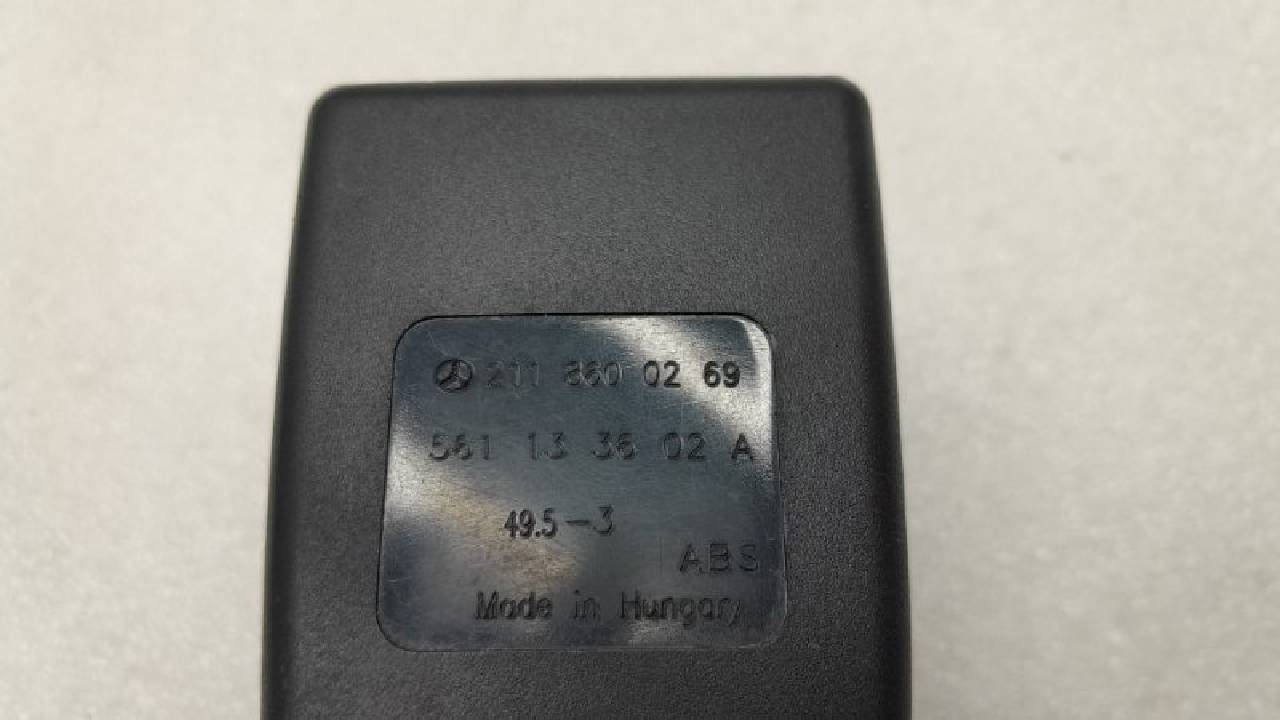 211 860 02 69
561 13 36 02 A
49.5-3
ABS
Made in Hungary